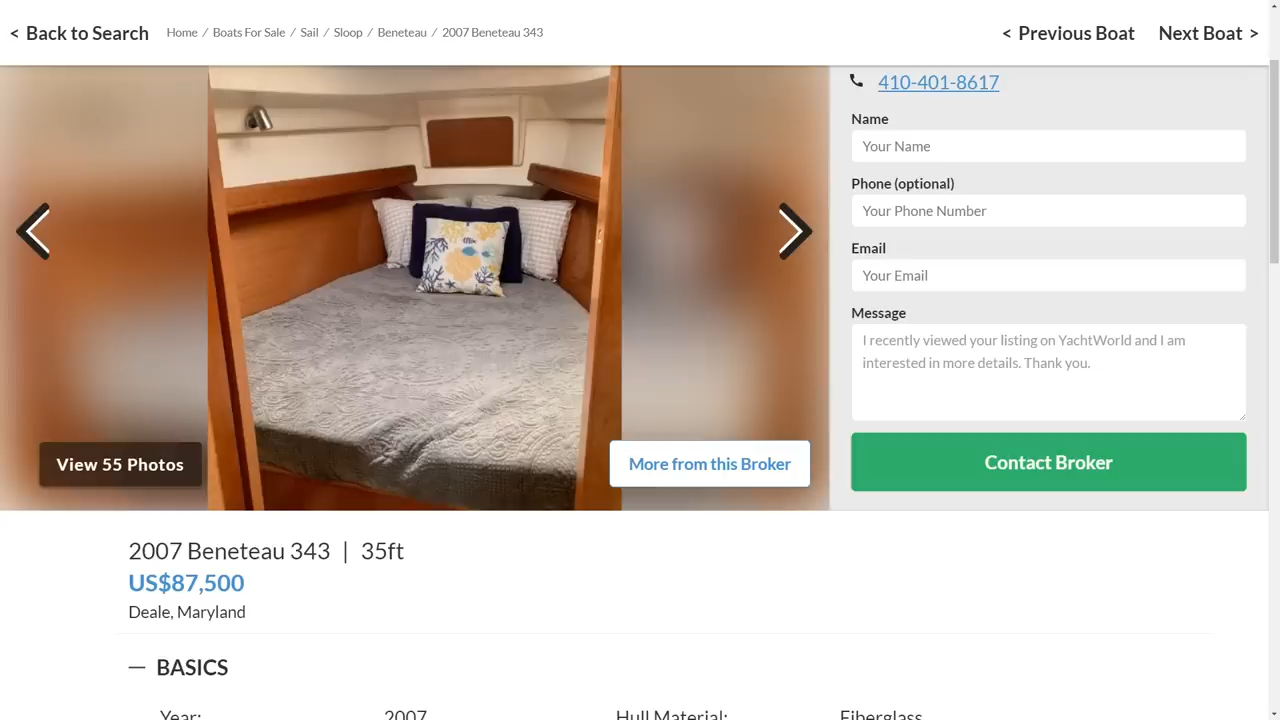 < Back to Search
Home / Boats For Sale / Sail / Sloop / Beneteau / 2007 Beneteau 343
< Previous Boat
Next Boat >
410-401-8617
Name
Your Name
Phone (optional)
Your Phone Number
Email
Your Email
Message
I recently viewed your listing on YachtWorld and I am
interested in more details. Thank you.
View 55 Photos
More from this Broker
Contact Broker
2007 Beneteau 343 | 35ft
US$87,500
Deale, Maryland
— BASICS
Year: 2007 Hull Material: Fiberglass